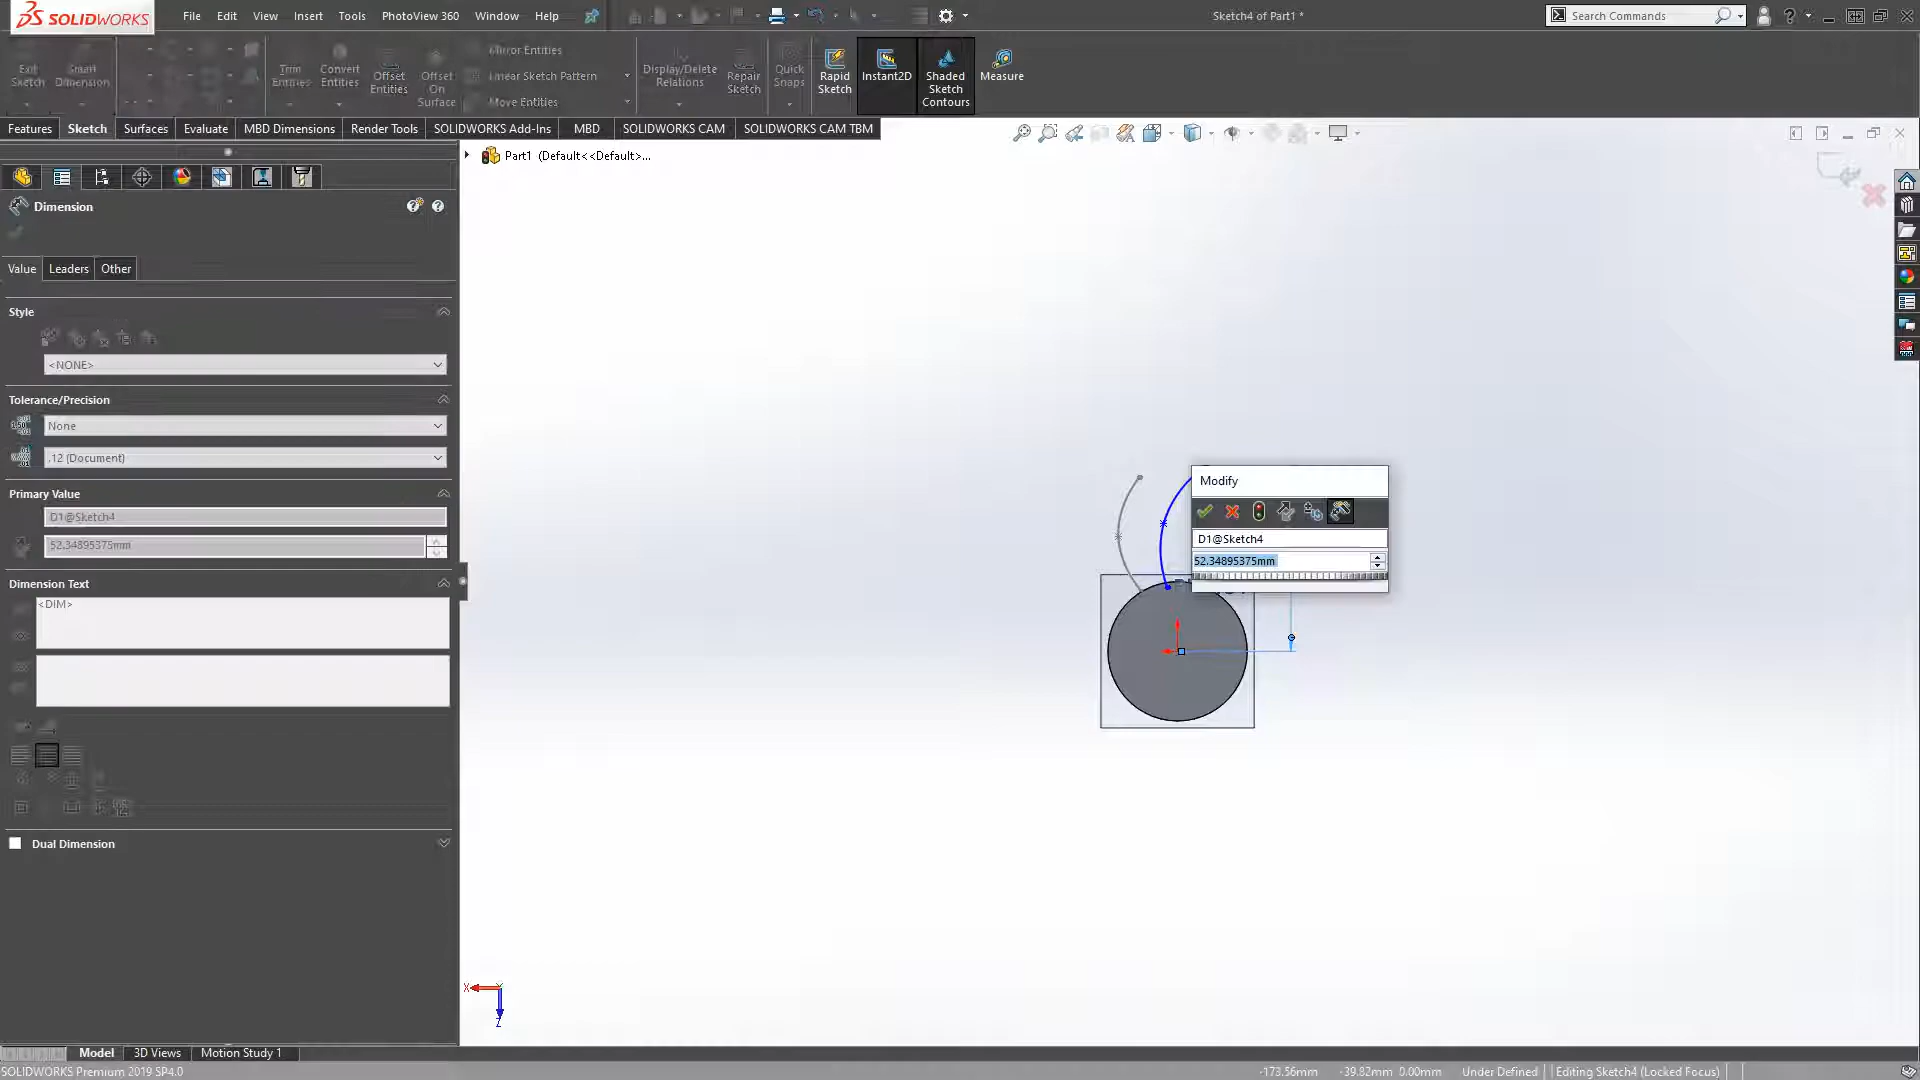 SOLIDWORKS
File Edit View Insert Tools PhotoView 360 Window Help
Sketch4 of Part1 *
Search Commands
Exit Sketch
Smart Dimension
Trim Entities
Convert Entities
Offset Entities
Offset On Surface
Mirror Entities
Linear Sketch Pattern
Move Entities
Display/Delete Relations
Repair Sketch
Quick Snaps
Rapid Sketch
Instant2D
Shaded Sketch Contours
Measure
Features Sketch Surfaces Evaluate MBD Dimensions Render Tools SOLIDWORKS Add-Ins MBD SOLIDWORKS CAM SOLIDWORKS CAM TBM
Part1 (Default<<Default>...
Dimension
Value Leaders Other
Style
<NONE>
Tolerance/Precision
None
.12 (Document)
Primary Value
D1@Sketch4
52.34895375mm
Dimension Text
<DIM>
Dual Dimension
Modify
D1@Sketch4
52.34895375mm
X
Z
Model 3D Views Motion Study 1
SOLIDWORKS Premium 2019 SP4.0
-173.56mm -39.82mm 0.00mm Under Defined Editing Sketch4 (Locked Focus)